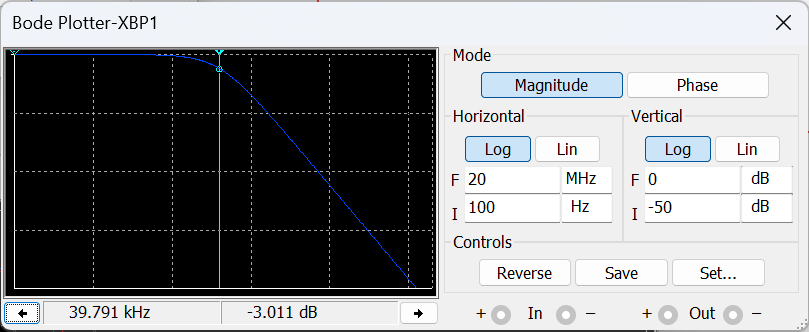 Bode Plotter-XBP1
Mode
Magnitude Phase
Horizontal Vertical
Log Lin Log Lin
F 20 MHz F 0 dB
I 100 Hz I -50 dB
Controls
Reverse Save Set...
39.791 kHz -3.011 dB + In - + Out -